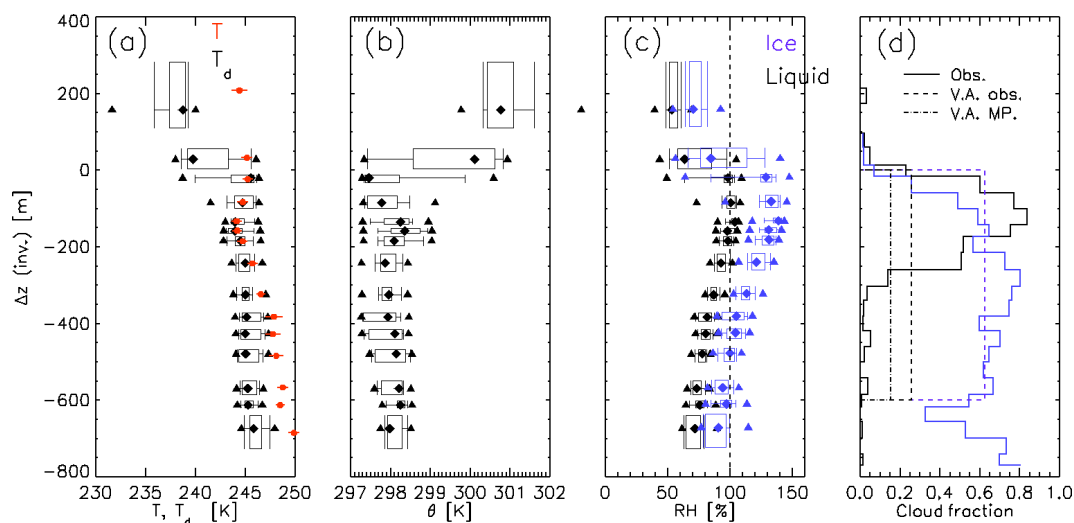 400
200
0
-200
-400
-600
-800
Δz (inv.) [m]
(a)
T
T_d
230 235 240 245 250
T, T_d [K]
(b)
297 298 299 300 301 302
θ [K]
(c)
Ice
Liquid
0 50 100 150
RH [%]
(d)
Obs.
V.A. obs.
V.A. MP.
0.0 0.2 0.4 0.6 0.8 1.0
Cloud fraction